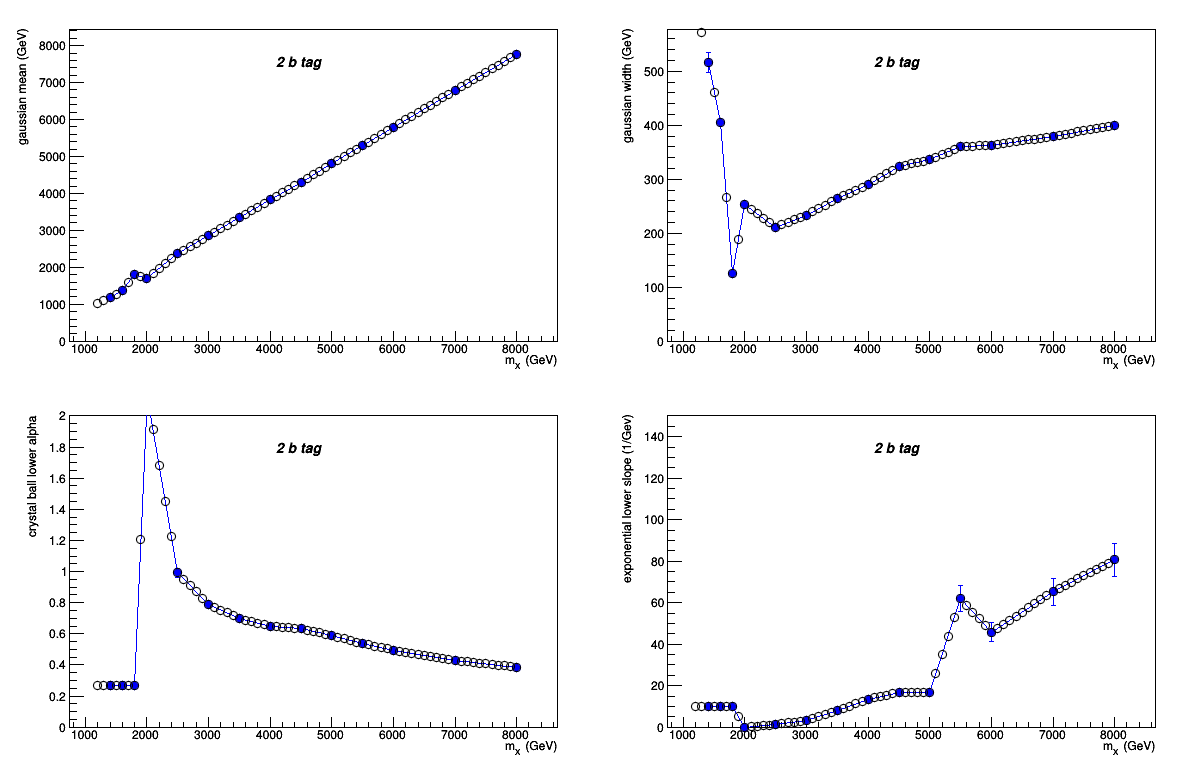 gaussian mean (GeV)
2 b tag
8000
7000
6000
5000
4000
3000
2000
1000
0
1000 2000 3000 4000 5000 6000 7000 8000
m_x (GeV)
gaussian width (GeV)
2 b tag
500
400
300
200
100
0
1000 2000 3000 4000 5000 6000 7000 8000
m_x (GeV)
crystal ball lower alpha
2 b tag
2
1.8
1.6
1.4
1.2
1
0.8
0.6
0.4
0.2
0
1000 2000 3000 4000 5000 6000 7000 8000
m_x (GeV)
exponential lower slope (1/Gev)
2 b tag
140
120
100
80
60
40
20
0
1000 2000 3000 4000 5000 6000 7000 8000
m_x (GeV)